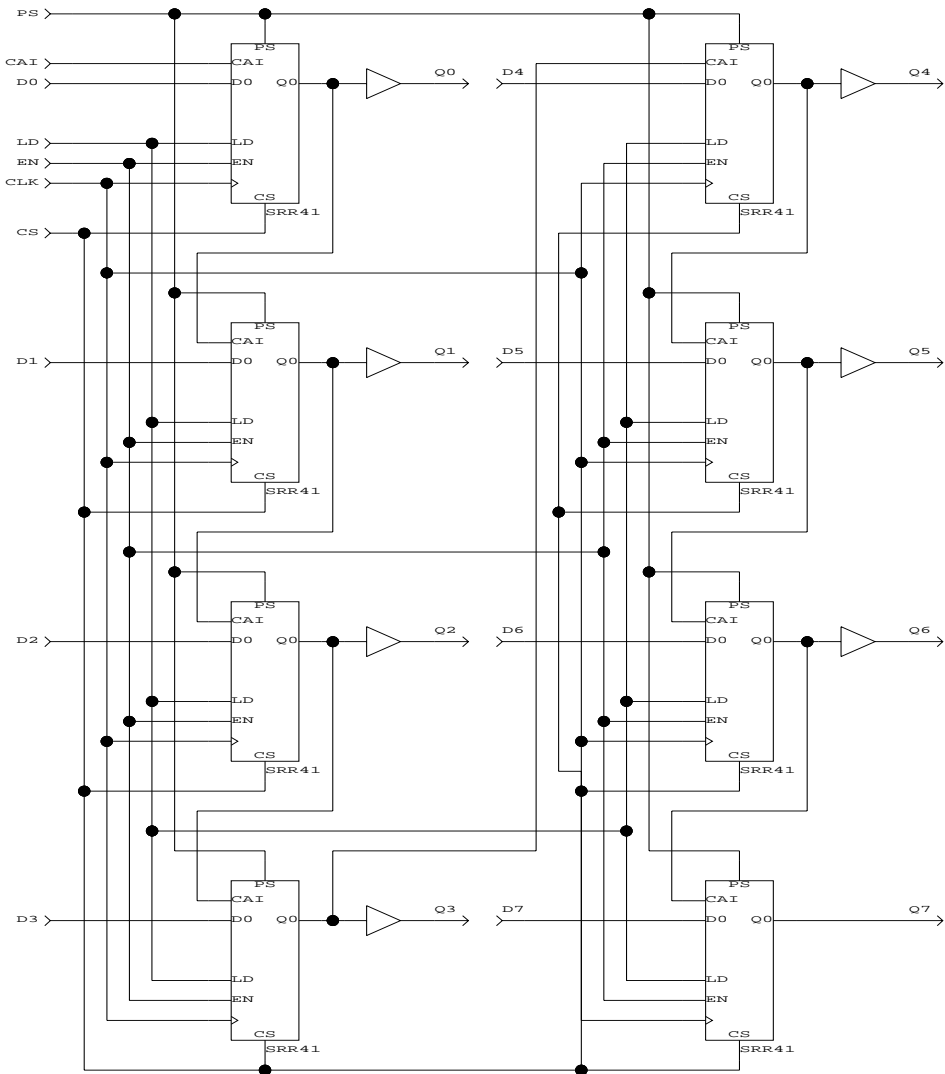 PS
PS PS
CAI CAI CAI
D0 D0 Q0 Q0 D4 D0 Q0 Q4
LD LD LD
EN EN EN
CLK
CS CS
SRR41 SRR41
CS
PS PS
CAI CAI
D1 D0 Q0 Q1 D5 D0 Q0 Q5
LD LD
EN EN
CS CS
SRR41 SRR41
PS PS
CAI CAI
D2 D0 Q0 Q2 D6 D0 Q0 Q6
LD LD
EN EN
CS CS
SRR41 SRR41
PS PS
CAI CAI
D3 D0 Q0 Q3 D7 D0 Q0 Q7
LD LD
EN EN
CS CS
SRR41 SRR41